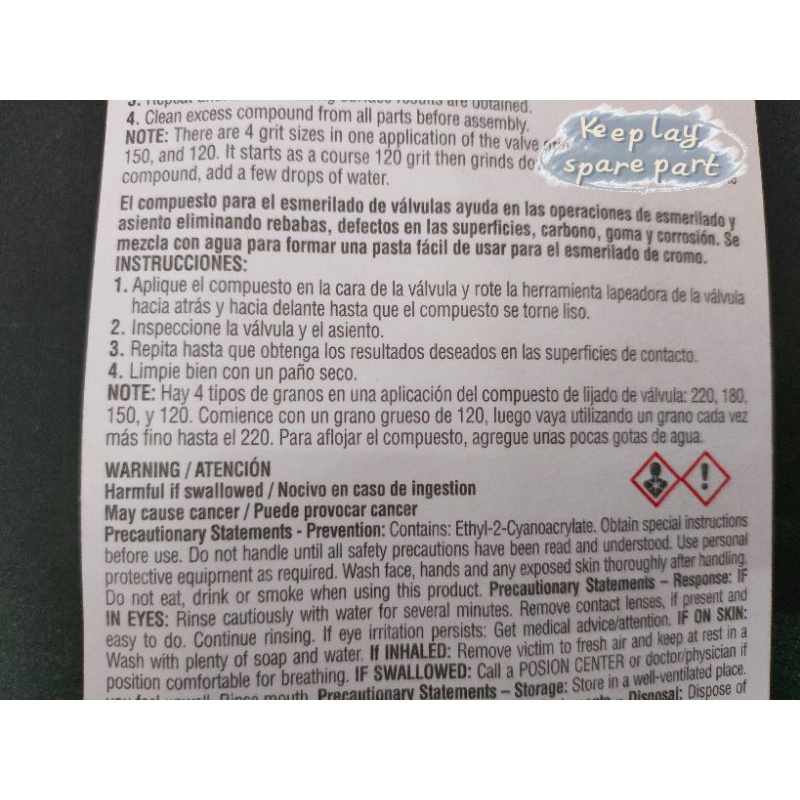 3. Repeat results are obtained.
4. Clean excess compound from all parts before assembly.
NOTE: There are 4 grit sizes in one application of the valve
150, and 120. It starts as a course 120 grit then grinds do
compound, add a few drops of water.
Keeplay
spare part
El compuesto para el esmerilado de válvulas ayuda en las operaciones de esmerilado y
asiento eliminando rebabas, defectos en las superficies, carbono, goma y corrosión. Se
mezcla con agua para formar una pasta fácil de usar para el esmerilado de cromo.
INSTRUCCIONES:
1. Aplique el compuesto en la cara de la válvula y rote la herramienta lapeadora de la válvula
hacia atrás y hacia delante hasta que el compuesto se torne liso.
2. Inspeccione la válvula y el asiento.
3. Repita hasta que obtenga los resultados deseados en las superficies de contacto.
4. Limpie bien con un paño seco.
NOTE: Hay 4 tipos de granos en una aplicación del compuesto de lijado de válvula: 220, 180,
150, y 120. Comience con un grano grueso de 120, luego vaya utilizando un grano cada vez
más fino hasta el 220. Para aflojar el compuesto, agregue unas pocas gotas de agua.
WARNING / ATENCIÓN
Harmful if swallowed / Nocivo en caso de ingestion
May cause cancer / Puede provocar cancer
Precautionary Statements - Prevention: Contains: Ethyl-2-Cyanoacrylate. Obtain special instructions
before use. Do not handle until all safety precautions have been read and understood. Use personal
protective equipment as required. Wash face, hands and any exposed skin thoroughly after handling.
Do not eat, drink or smoke when using this product. Precautionary Statements – Response: IF
IN EYES: Rinse cautiously with water for several minutes. Remove contact lenses, if present and
easy to do. Continue rinsing. If eye irritation persists: Get medical advice/attention. IF ON SKIN:
Wash with plenty of soap and water. If INHALED: Remove victim to fresh air and keep at rest in a
position comfortable for breathing. IF SWALLOWED: Call a POSION CENTER or doctor/physician if
you feel unwell. Rinse mouth. Precautionary Statements – Storage: Store in a well-ventilated place.
Disposal: Dispose of